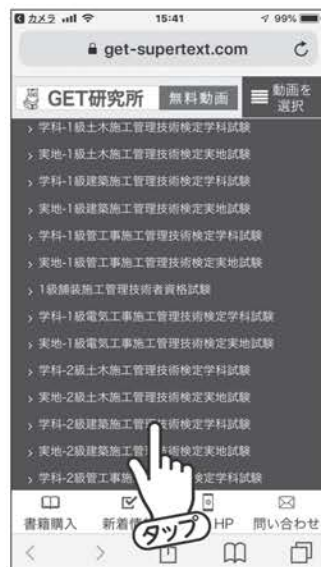 カメラ 15:41 99%
get-supertext.com
GET研究所 無料動画 動画を
選択
› 学科-1級土木施工管理技術検定学科試験
› 実地-1級土木施工管理技術検定実地試験
› 学科-1級建築施工管理技術検定学科試験
› 実地-1級建築施工管理技術検定実地試験
› 学科-1級管工事施工管理技術検定学科試験
› 実地-1級管工事施工管理技術検定実地試験
› 1級舗装施工管理技術者資格試験
› 学科-1級電気工事施工管理技術検定学科試験
› 実地-1級電気工事施工管理技術検定実地試験
› 学科-2級土木施工管理技術検定学科試験
› 実地-2級土木施工管理技術検定実地試験
› 学科-2級建築施工管理技術検定学科試験
› 実地-2級建築施工 検定実地試験
› 学科-2級管工事施 検定学科試験
書籍購入 新着情 HP 問い合わせ
タップ